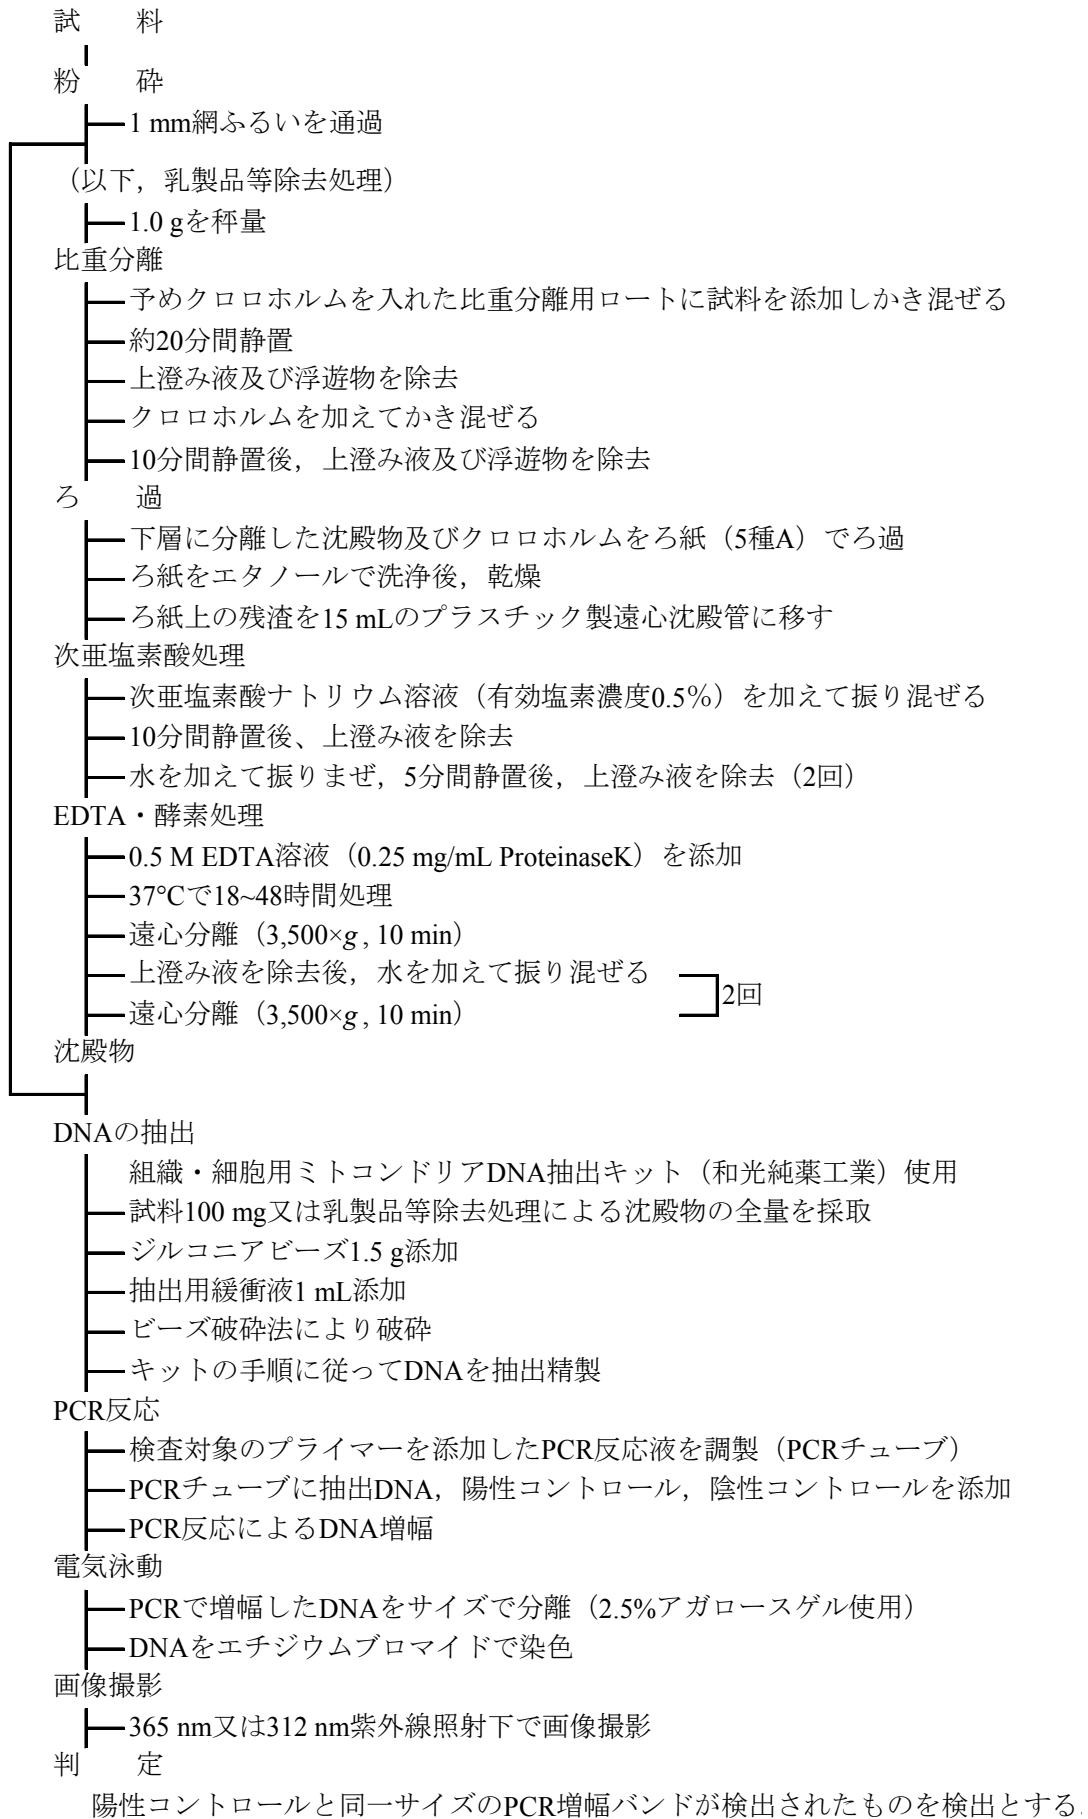 試　料
粉　砕
1 mm網ふるいを通過
（以下，乳製品等除去処理）
1.0 gを秤量
比重分離
予めクロロホルムを入れた比重分離用ロートに試料を添加しかき混ぜる
約20分間静置
上澄み液及び浮遊物を除去
クロロホルムを加えてかき混ぜる
10分間静置後，上澄み液及び浮遊物を除去
ろ　過
下層に分離した沈殿物及びクロロホルムをろ紙（5種A）でろ過
ろ紙をエタノールで洗浄後，乾燥
ろ紙上の残渣を15 mLのプラスチック製遠心沈殿管に移す
次亜塩素酸処理
次亜塩素酸ナトリウム溶液（有効塩素濃度0.5%）を加えて振り混ぜる
10分間静置後、上澄み液を除去
水を加えて振りまぜ，5分間静置後，上澄み液を除去（2回）
EDTA・酵素処理
0.5 M EDTA溶液（0.25 mg/mL ProteinaseK）を添加
37°Cで18~48時間処理
遠心分離（3,500×g , 10 min）
上澄み液を除去後，水を加えて振り混ぜる
2回
遠心分離（3,500×g , 10 min）
沈殿物
DNAの抽出
組織・細胞用ミトコンドリアDNA抽出キット（和光純薬工業）使用
試料100 mg又は乳製品等除去処理による沈殿物の全量を採取
ジルコニアビーズ1.5 g添加
抽出用緩衝液1 mL添加
ビーズ破砕法により破砕
キットの手順に従ってDNAを抽出精製
PCR反応
検査対象のプライマーを添加したPCR反応液を調製（PCRチューブ）
PCRチューブに抽出DNA，陽性コントロール，陰性コントロールを添加
PCR反応によるDNA増幅
電気泳動
PCRで増幅したDNAをサイズで分離（2.5%アガロースゲル使用）
DNAをエチジウムブロマイドで染色
画像撮影
365 nm又は312 nm紫外線照射下で画像撮影
判　定
陽性コントロールと同一サイズのPCR増幅バンドが検出されたものを検出とする